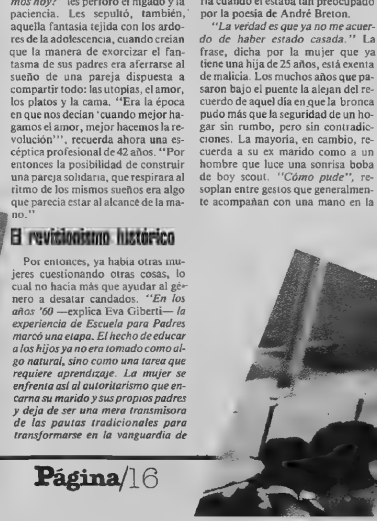 mos hoy?" les perforó el hígado y la
paciencia. Les sepultó, también,
aquella fantasía tejida con los ardo-
res de la adolescencia, cuando creían
que la manera de exorcizar el fan-
tasma de sus padres era aferrarse al
sueño de una pareja dispuesta a
compartir todo: las utopías, el amor,
los platos y la cama. "Era la época
en que nos decían 'cuando mejor ha-
gamos el amor, mejor hacemos la re-
volución'", recuerda ahora una es-
céptica profesional de 42 años. "Por
entonces la posibilidad de construir
una pareja solidaria, que respirara al
ritmo de los mismos sueños era algo
que parecía estar al alcance de la ma-
no."
El revisionismo histórico
Por entonces, ya había otras mu-
jeres cuestionando otras cosas, lo
cual no hacía más que ayudar al gé-
nero a desatar candados. "En los
años '60 —explica Eva Giberti— la
experiencia de Escuela para Padres
marcó una etapa. El hecho de educar
a los hijos ya no era tomado como al-
go natural, sino como una tarea que
requiere aprendizaje. La mujer se
enfrenta así al autoritarismo que en-
carna su marido y sus propios padres
y deja de ser una mera transmisora
de las pautas tradicionales para
transformarse en la vanguardia de
ría cuando él estaba tan preocupado
por la poesía de André Breton.
"La verdad es que ya no me acuer-
do de haber estado casada." La
frase, dicha por la mujer que ya
tiene una hija de 25 años, está exenta
de malicia. Los muchos años que pa-
saron bajo el puente la alejan del re-
cuerdo de aquel día en que la bronca
pudo más que la seguridad de un ho-
gar sin rumbo, pero sin contradic-
ciones. La mayoría, en cambio, re-
cuerda a su ex marido como a un
hombre que luce una sonrisa boba
de boy scout. "Cómo pude", re-
soplan entre gestos que generalmen-
te acompañan con una mano en la
Página/16